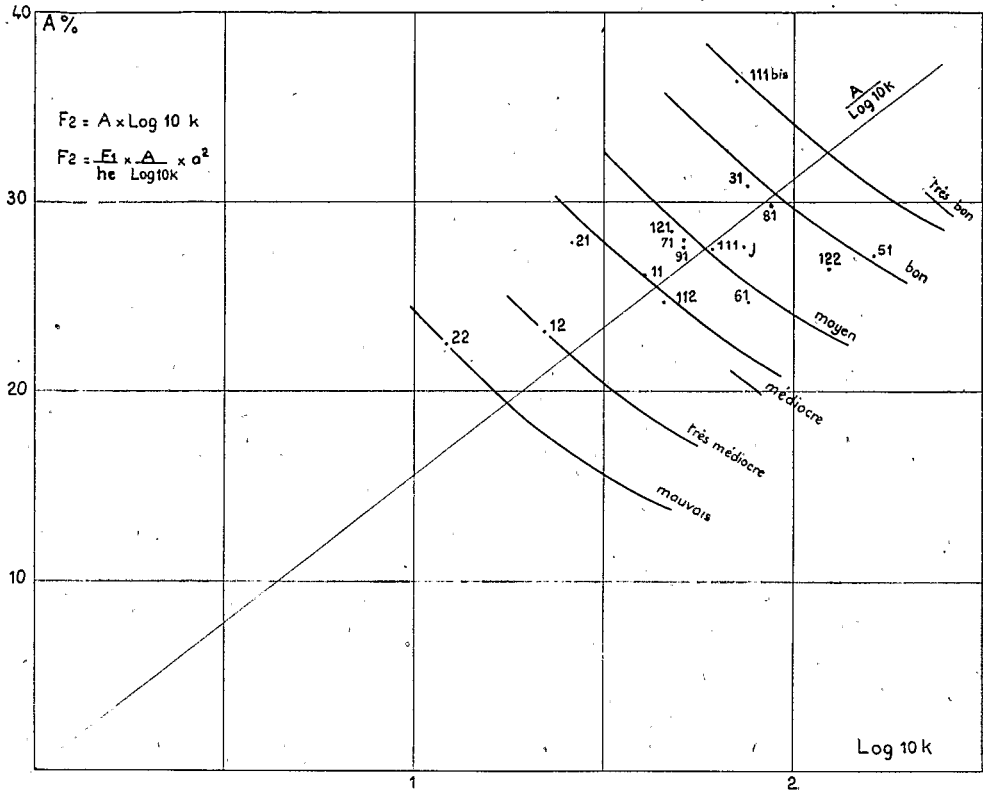 40
A%
111 bis
A
Log 10k
F2 = A × Log 10 k
F2 = F1/he × A/Log10k × a²
très bon
31
30
81
121
71
91
111
J
21
122
51
bon
11
112
61
moyen
22
12
20
médiocre
très médiocre
mauvais
10
Log 10 k
1
2